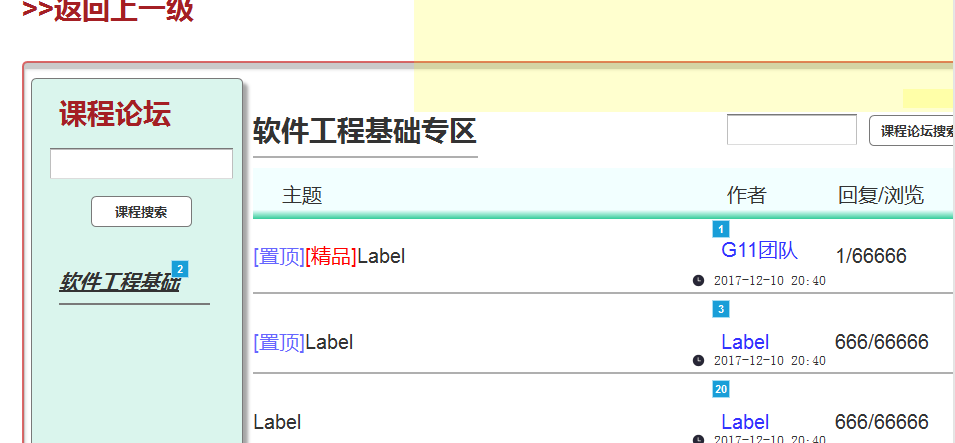 >>返回上一级
课程论坛
课程搜索
软件工程基础
2
软件工程基础专区
课程论坛搜索
主题 作者 回复/浏览
1
[置顶][精品]Label G11团队 1/66666
2017-12-10 20:40
3
[置顶]Label Label 666/66666
2017-12-10 20:40
20
Label Label 666/66666
2017-12-10 20:40